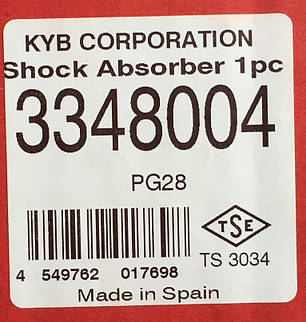 KYB CORPORATION
Shock Absorber 1pc
3348004
PG28
TSE
TS 3034
4 549762 017698
Made in Spain